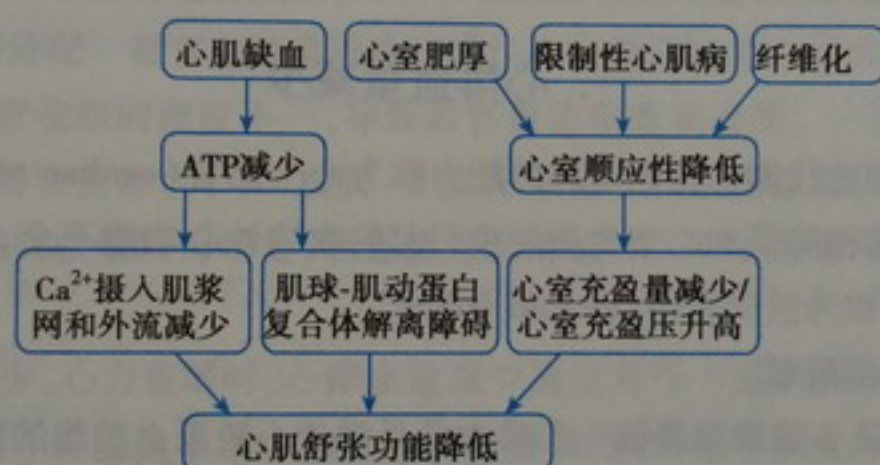 心肌缺血
心室肥厚
限制性心肌病
纤维化
ATP减少
心室顺应性降低
Ca²⁺摄入肌浆
网和外流减少
肌球-肌动蛋白
复合体解离障碍
心室充盈量减少/
心室充盈压升高
心肌舒张功能降低